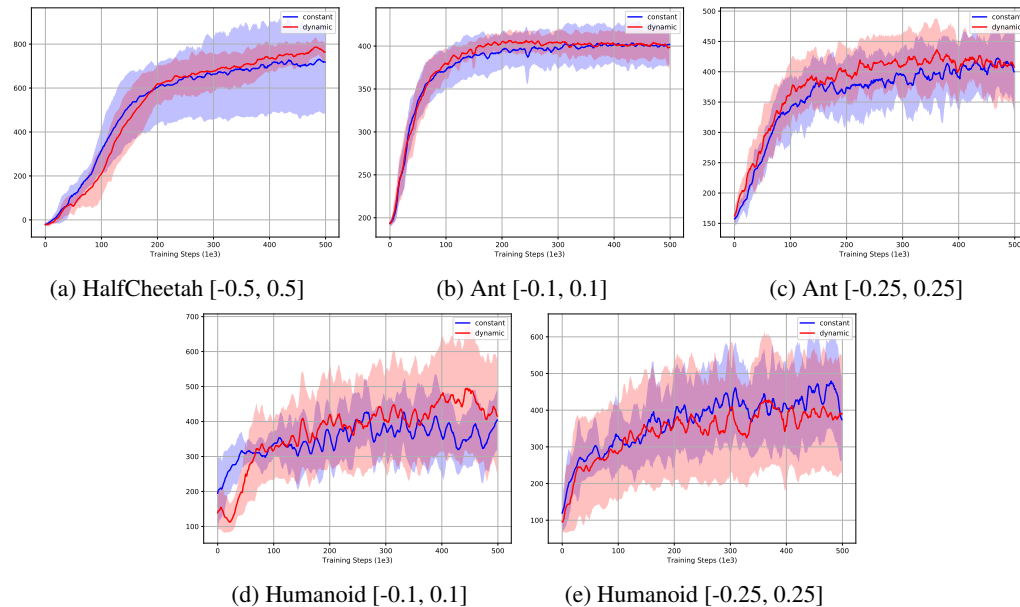 constant
dynamic
800
600
400
200
0
0 100 200 300 400 500
Training Steps (1e3)
(a) HalfCheetah [-0.5, 0.5]
constant
dynamic
400
350
300
250
200
0 100 200 300 400 500
Training Steps (1e3)
(b) Ant [-0.1, 0.1]
constant
dynamic
500
450
400
350
300
250
200
150
0 100 200 300 400 500
Training Steps (1e3)
(c) Ant [-0.25, 0.25]
constant
dynamic
700
600
500
400
300
200
100
0 100 200 300 400 500
Training Steps (1e3)
(d) Humanoid [-0.1, 0.1]
constant
dynamic
600
500
400
300
200
100
0 100 200 300 400 500
Training Steps (1e3)
(e) Humanoid [-0.25, 0.25]